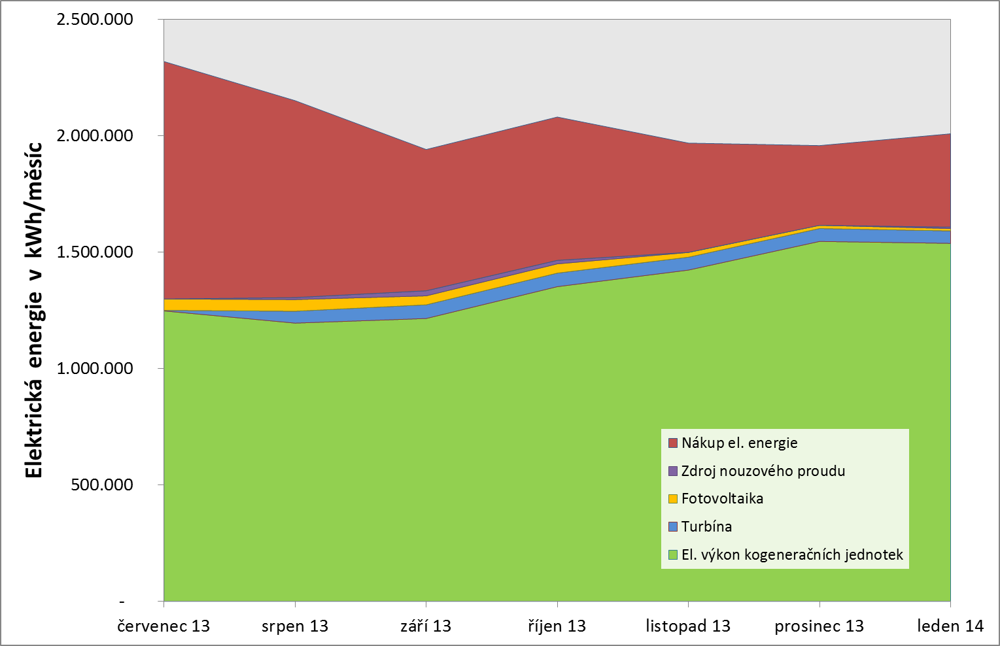 Elektrická energie v kWh/měsíc
2.500.000
2.000.000
1.500.000
1.000.000
500.000
-
Nákup el. energie
Zdroj nouzového proudu
Fotovoltaika
Turbína
El. výkon kogeneračních jednotek
červenec 13 srpen 13 září 13 říjen 13 listopad 13 prosinec 13 leden 14